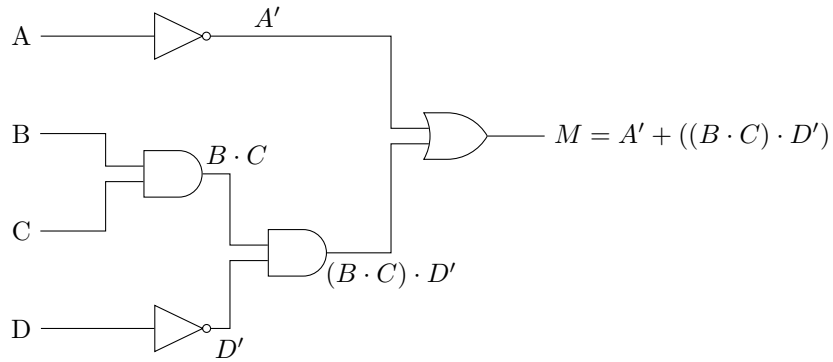 A
A′
B
B · C
M = A′ + ((B · C) · D′)
C
(B · C) · D′
D
D′